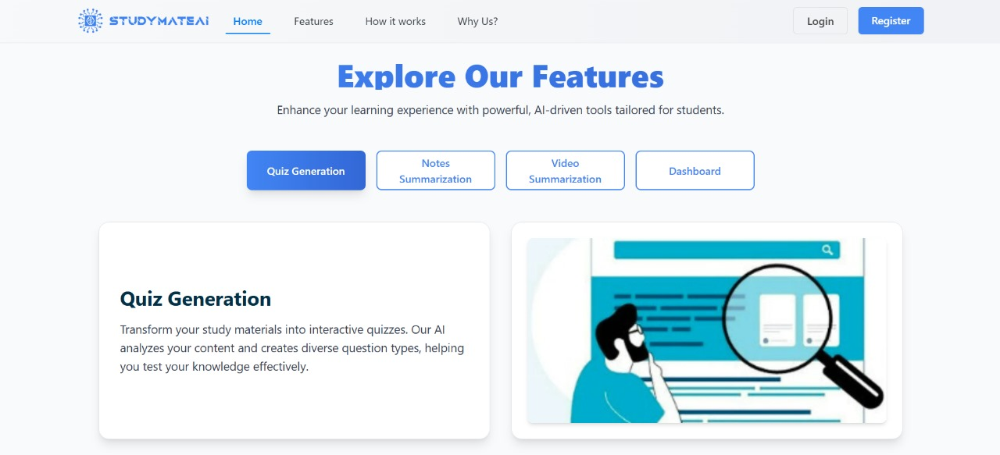 STUDYMATEAI
Home
Features
How it works
Why Us?
Login
Register
Explore Our Features
Enhance your learning experience with powerful, AI-driven tools tailored for students.
Quiz Generation
Notes
Summarization
Video
Summarization
Dashboard
Quiz Generation
Transform your study materials into interactive quizzes. Our AI
analyzes your content and creates diverse question types, helping
you test your knowledge effectively.